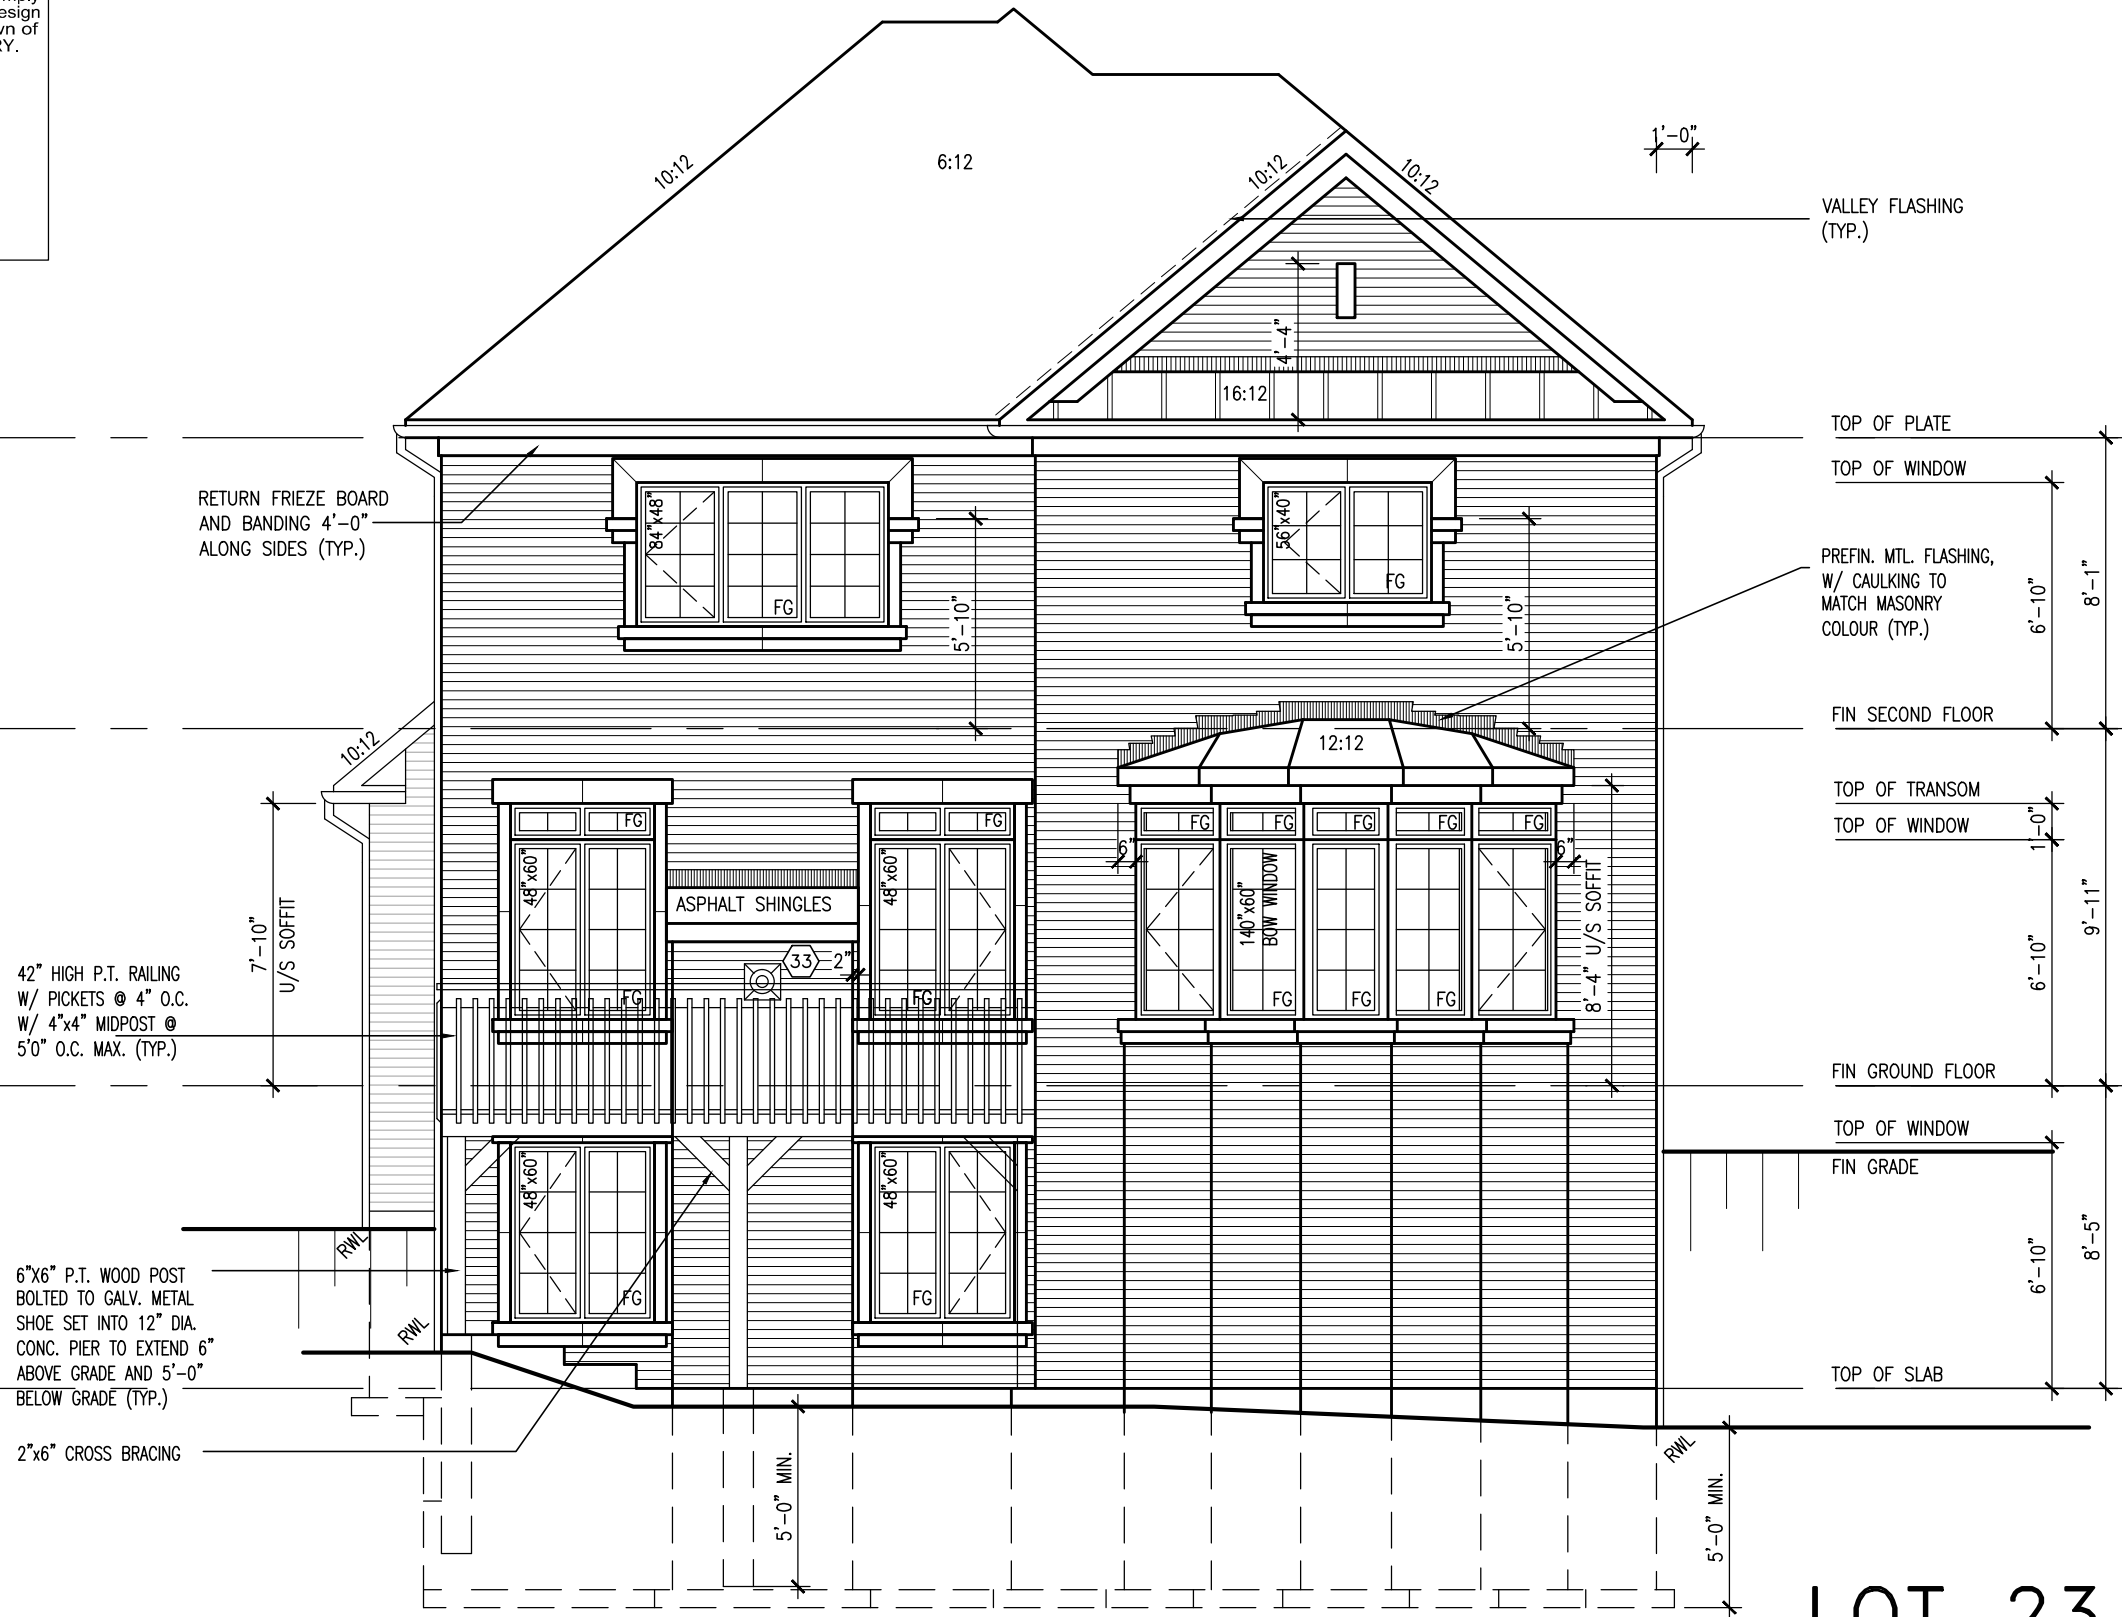 esign
vn of
RY.
10:12
6:12
10:12
10:12
1'-0"
VALLEY FLASHING
(TYP.)
4'-4"
16:12
TOP OF PLATE
TOP OF WINDOW
RETURN FRIEZE BOARD
AND BANDING 4'-0"
ALONG SIDES (TYP.)
84"x48"
FG
5'-10"
56"x40"
FG
5'-10"
PREFIN. MTL. FLASHING,
W/ CAULKING TO
MATCH MASONRY
COLOUR (TYP.)
6'-10"
8'-1"
FIN SECOND FLOOR
10:12
12:12
TOP OF TRANSOM
TOP OF WINDOW
1'-0"
FG
FG
FG
FG
FG
FG
FG
6"
6"
48"x60"
48"x60"
140"x60"
BOW WINDOW
8'-4" U/S SOFFIT
ASPHALT SHINGLES
7'-10"
U/S SOFFIT
33
2"
9'-11"
6'-10"
42" HIGH P.T. RAILING
W/ PICKETS @ 4" O.C.
W/ 4"x4" MIDPOST @
5'0" O.C. MAX. (TYP.)
FG
FG
FG
FG
FG
FIN GROUND FLOOR
TOP OF WINDOW
FIN GRADE
48"x60"
48"x60"
FG
FG
6'-10"
8'-5"
RWL
RWL
6"X6" P.T. WOOD POST
BOLTED TO GALV. METAL
SHOE SET INTO 12" DIA.
CONC. PIER TO EXTEND 6"
ABOVE GRADE AND 5'-0"
BELOW GRADE (TYP.)
TOP OF SLAB
2"x6" CROSS BRACING
5'-0" MIN.
RWL
5'-0" MIN.
LOT 23